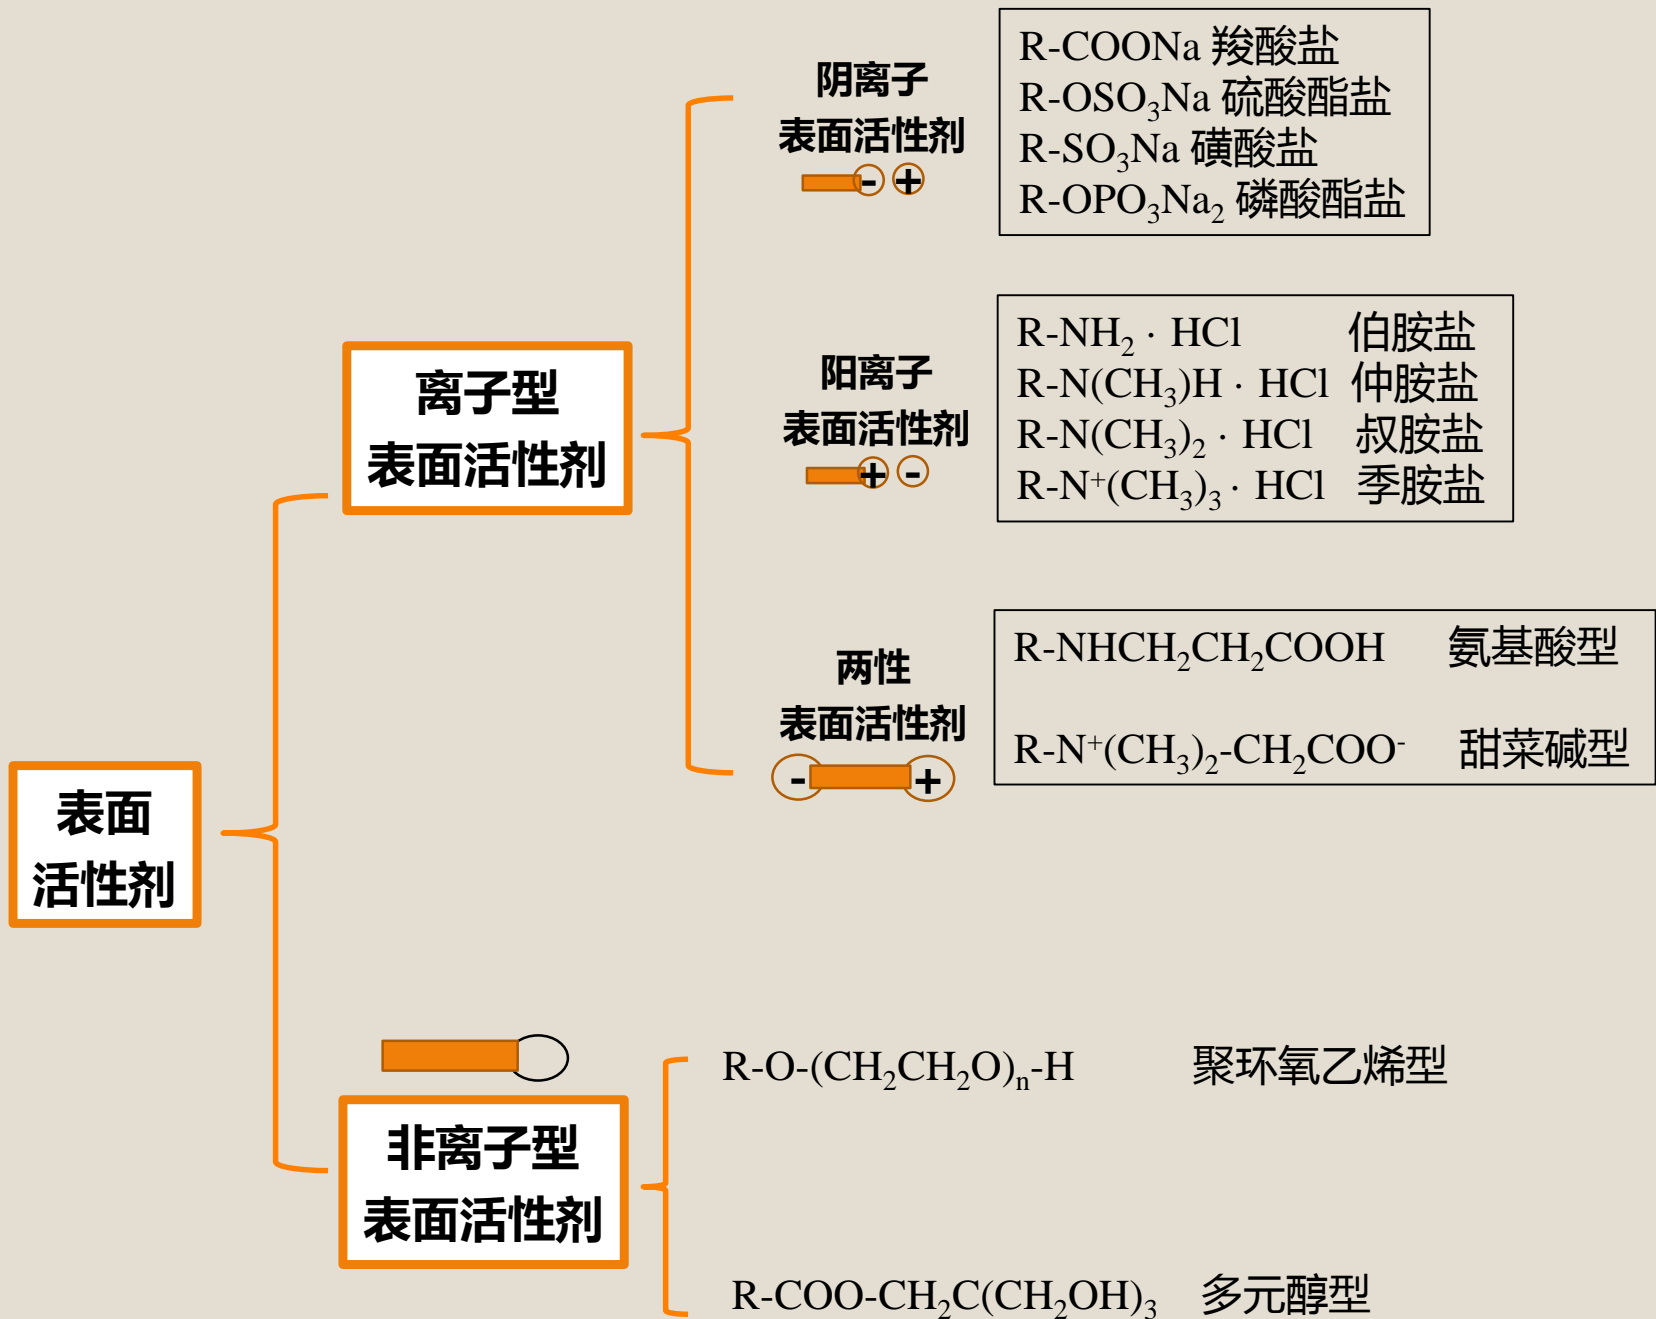 表面
活性剂
离子型
表面活性剂
阴离子
表面活性剂
- +
R-COONa 羧酸盐
R-OSO₃Na 硫酸酯盐
R-SO₃Na 磺酸盐
R-OPO₃Na₂ 磷酸酯盐
阳离子
表面活性剂
+ -
R-NH₂ · HCl 伯胺盐
R-N(CH₃)H · HCl 仲胺盐
R-N(CH₃)₂ · HCl 叔胺盐
R-N⁺(CH₃)₃ · HCl 季胺盐
两性
表面活性剂
- +
R-NHCH₂CH₂COOH 氨基酸型
R-N⁺(CH₃)₂-CH₂COO⁻ 甜菜碱型
非离子型
表面活性剂
R-O-(CH₂CH₂O)ₙ-H 聚环氧乙烯型
R-COO-CH₂C(CH₂OH)₃ 多元醇型